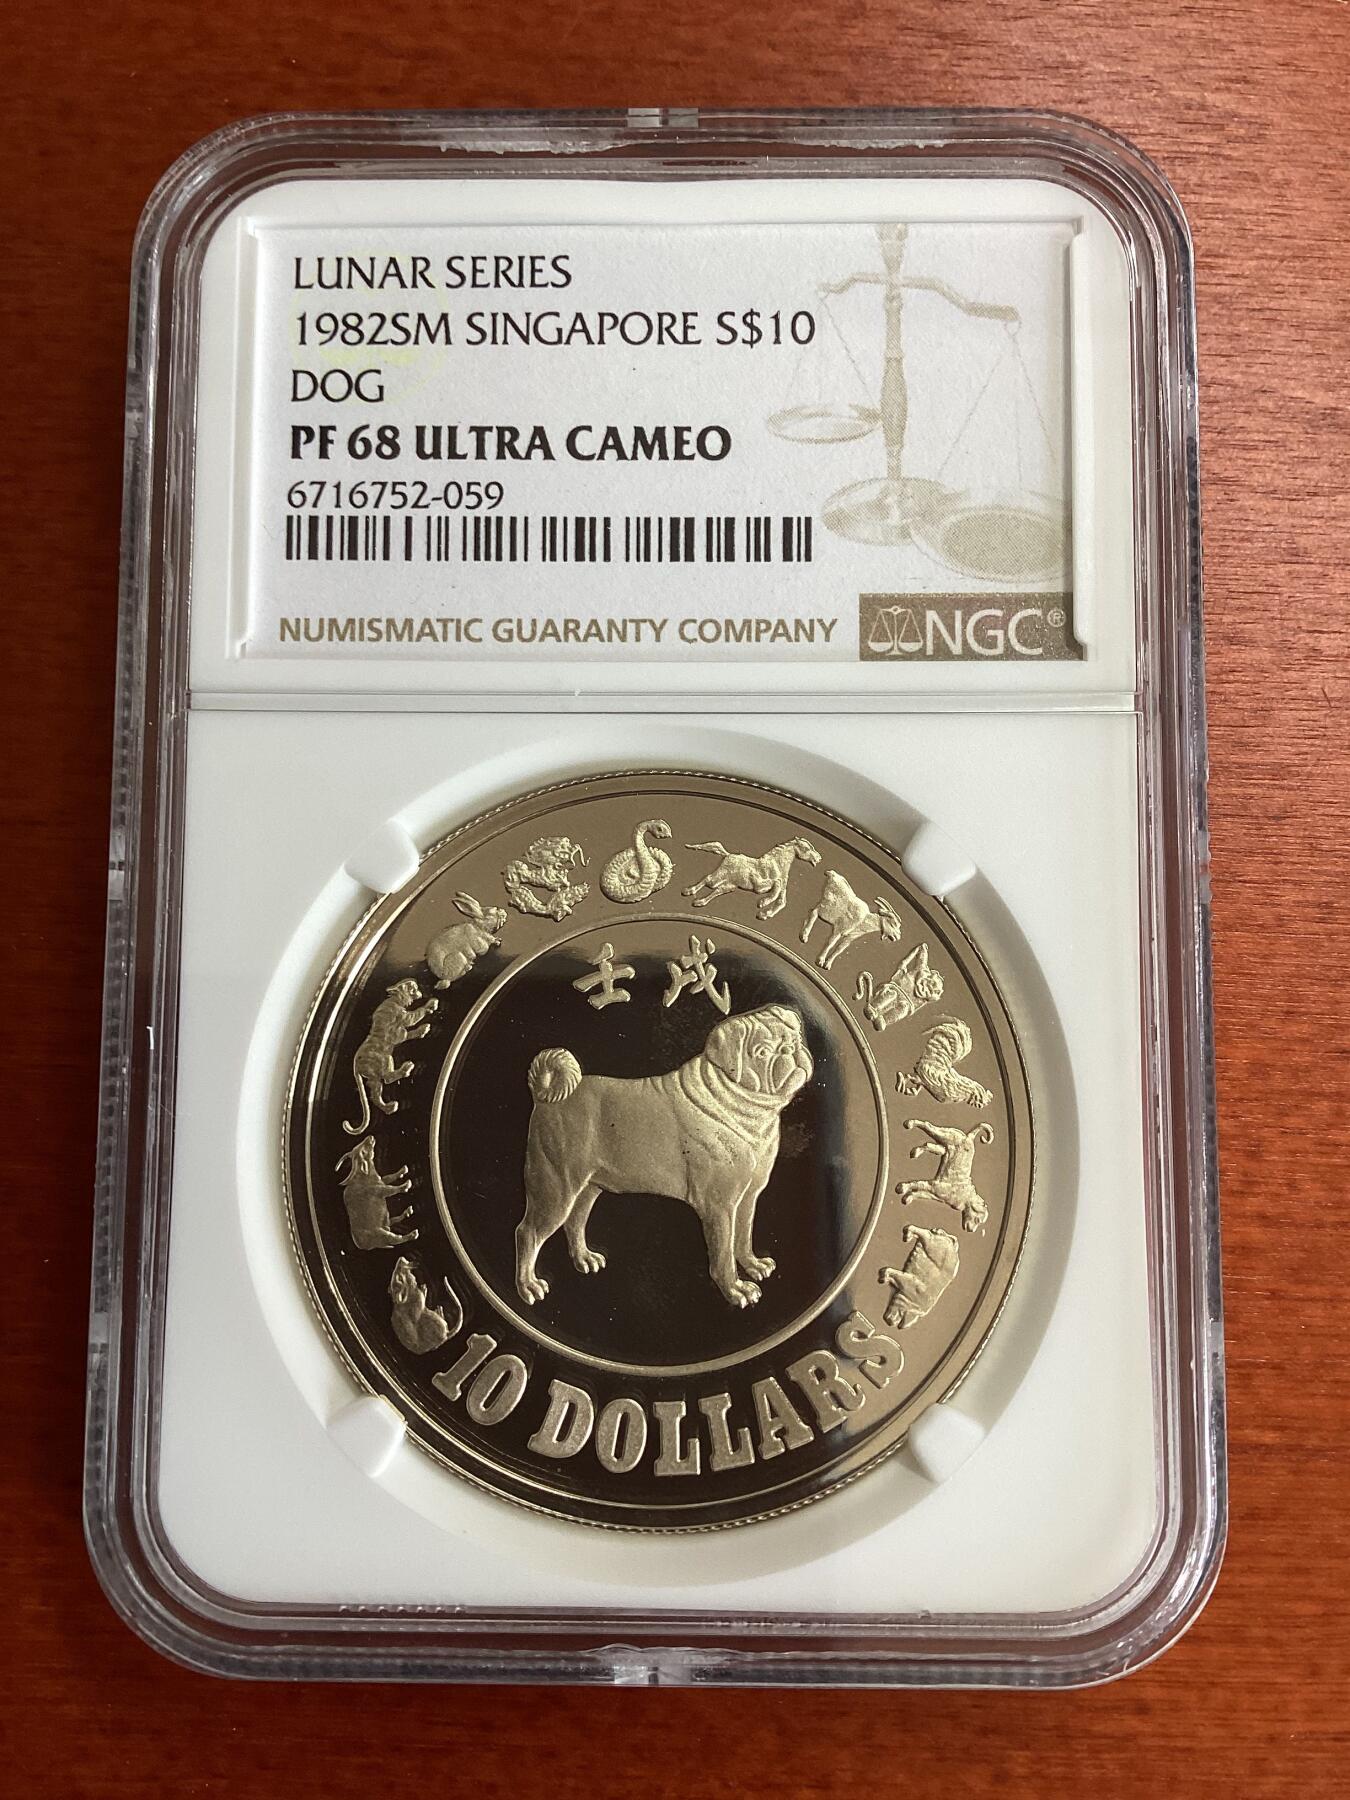 LUNAR SERIES
1982SM SINGAPORE S$10
DOG
PF 68 ULTRA CAMEO
6716752-059
NUMISMATIC GUARANTY COMPANY
NGC®
壬戌
10 DOLLARS